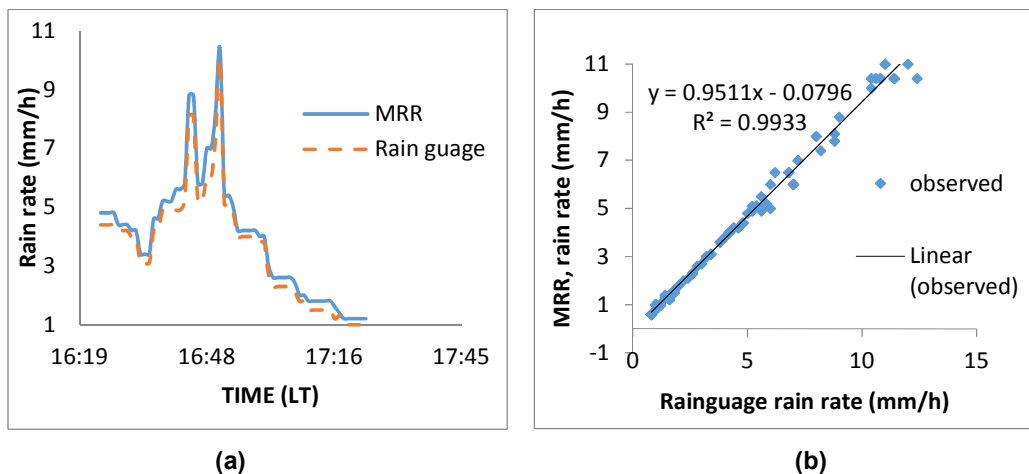 11
9
7
5
3
1
Rain rate (mm/h)
MRR
Rain guage
16:19
16:48
17:16
17:45
TIME (LT)
(a)
11
9
7
5
3
1
-1
MRR, rain rate (mm/h)
y = 0.9511x - 0.0796
R² = 0.9933
observed
Linear
(observed)
0
5
10
15
Rainguage rain rate (mm/h)
(b)